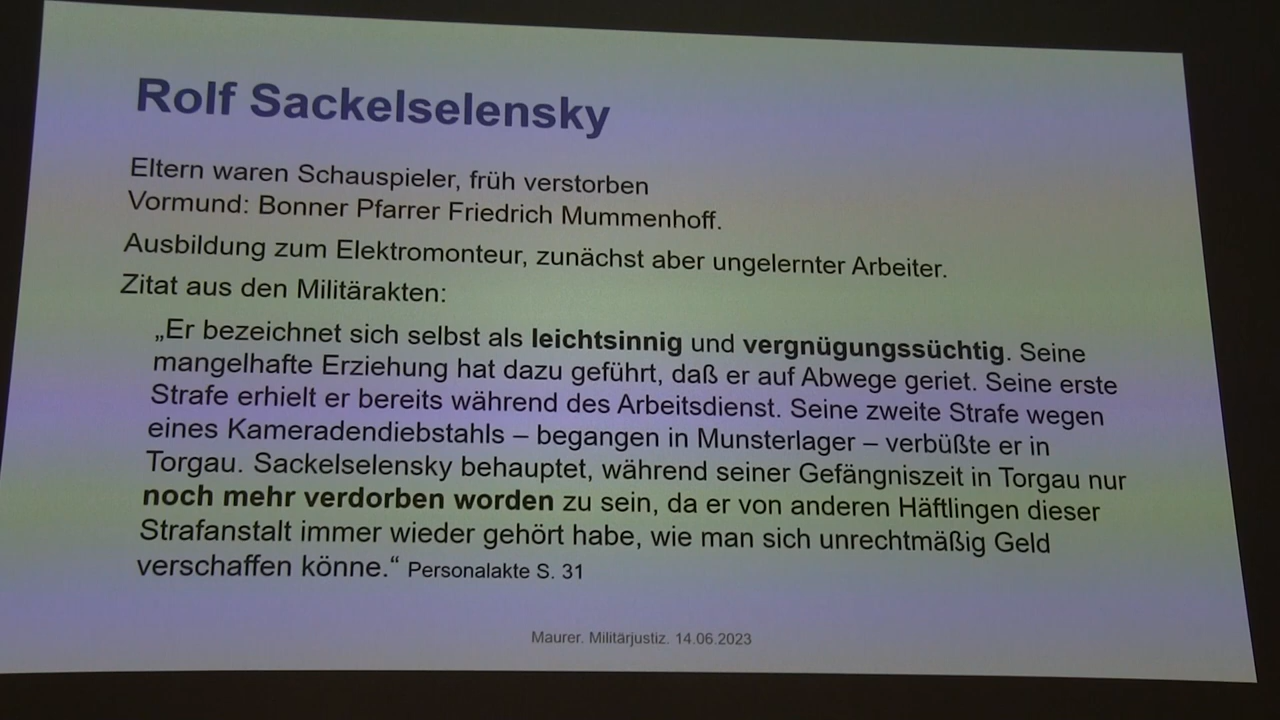 Rolf Sackelselensky
Eltern waren Schauspieler, früh verstorben
Vormund: Bonner Pfarrer Friedrich Mummenhoff.
Ausbildung zum Elektromonteur, zunächst aber ungelernter Arbeiter.
Zitat aus den Militärakten:
„Er bezeichnet sich selbst als leichtsinnig und vergnügungssüchtig. Seine
mangelhafte Erziehung hat dazu geführt, daß er auf Abwege geriet. Seine erste
Strafe erhielt er bereits während des Arbeitsdienst. Seine zweite Strafe wegen
eines Kameradendiebstahls – begangen in Munsterlager – verbüßte er in
Torgau. Sackelselensky behauptet, während seiner Gefängniszeit in Torgau nur
noch mehr verdorben worden zu sein, da er von anderen Häftlingen dieser
Strafanstalt immer wieder gehört habe, wie man sich unrechtmäßig Geld
verschaffen könne.“ Personalakte S. 31
Maurer. Militärjustiz. 14.06.2023